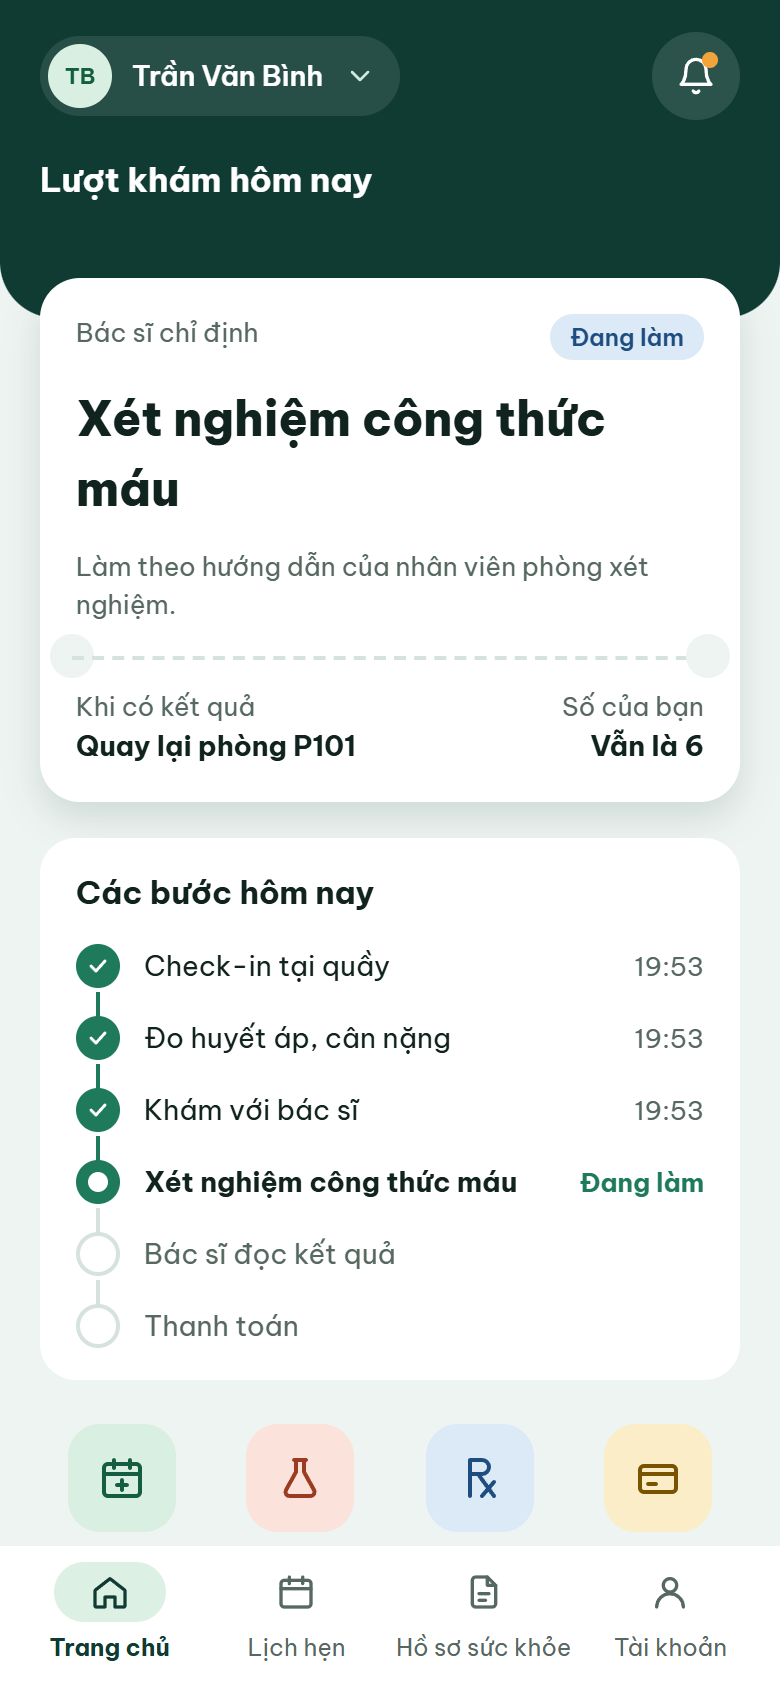 TB
Trần Văn Bình
Lượt khám hôm nay
Bác sĩ chỉ định
Đang làm
Xét nghiệm công thức
máu
Làm theo hướng dẫn của nhân viên phòng xét
nghiệm.
Khi có kết quả
Số của bạn
Quay lại phòng P101
Vẫn là 6
Các bước hôm nay
Check-in tại quầy
19:53
Đo huyết áp, cân nặng
19:53
Khám với bác sĩ
19:53
Xét nghiệm công thức máu
Đang làm
Bác sĩ đọc kết quả
Thanh toán
Trang chủ
Lịch hẹn
Hồ sơ sức khỏe
Tài khoản